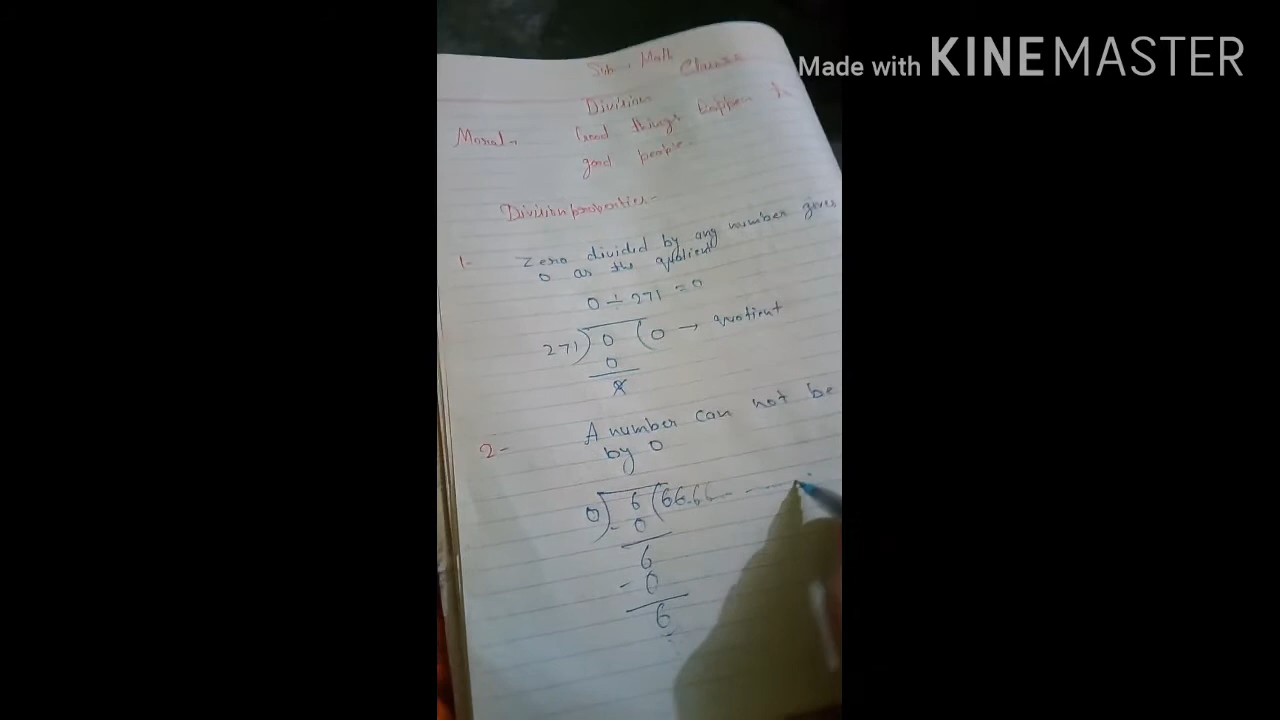 Made with KINEMASTER
Sub - Math
Division
Moral - Good things happen to
good people.
Division properties -
1- Zero divided by any number gives
0 as the quotient
0 ÷ 271 = 0
271) 0 (0 → quotient
0
2- A number can not be
by 0
0) 6 (66.66
- 0
6
- 0
6